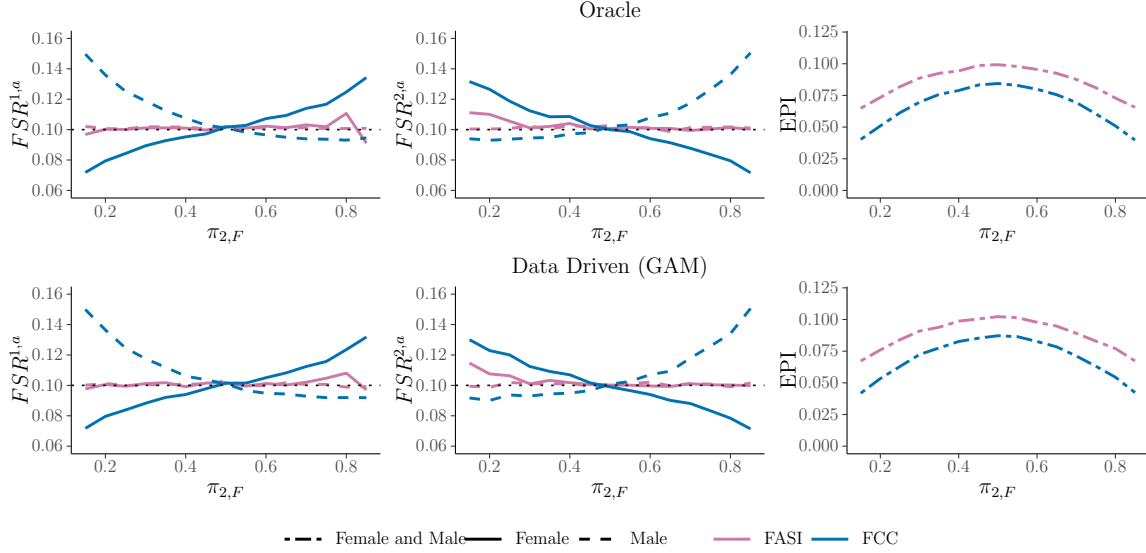 Oracle
0.16 0.14 0.12 0.10 0.08 0.06
FSR^{1,a}
0.2 0.4 0.6 0.8
π_{2,F}
0.16 0.14 0.12 0.10 0.08 0.06
FSR^{2,a}
0.2 0.4 0.6 0.8
π_{2,F}
0.125 0.100 0.075 0.050 0.025 0.000
EPI
0.2 0.4 0.6 0.8
π_{2,F}
Data Driven (GAM)
0.16 0.14 0.12 0.10 0.08 0.06
FSR^{1,a}
0.2 0.4 0.6 0.8
π_{2,F}
0.16 0.14 0.12 0.10 0.08 0.06
FSR^{2,a}
0.2 0.4 0.6 0.8
π_{2,F}
0.125 0.100 0.075 0.050 0.025 0.000
EPI
0.2 0.4 0.6 0.8
π_{2,F}
Female and Male Female Male FASI FCC